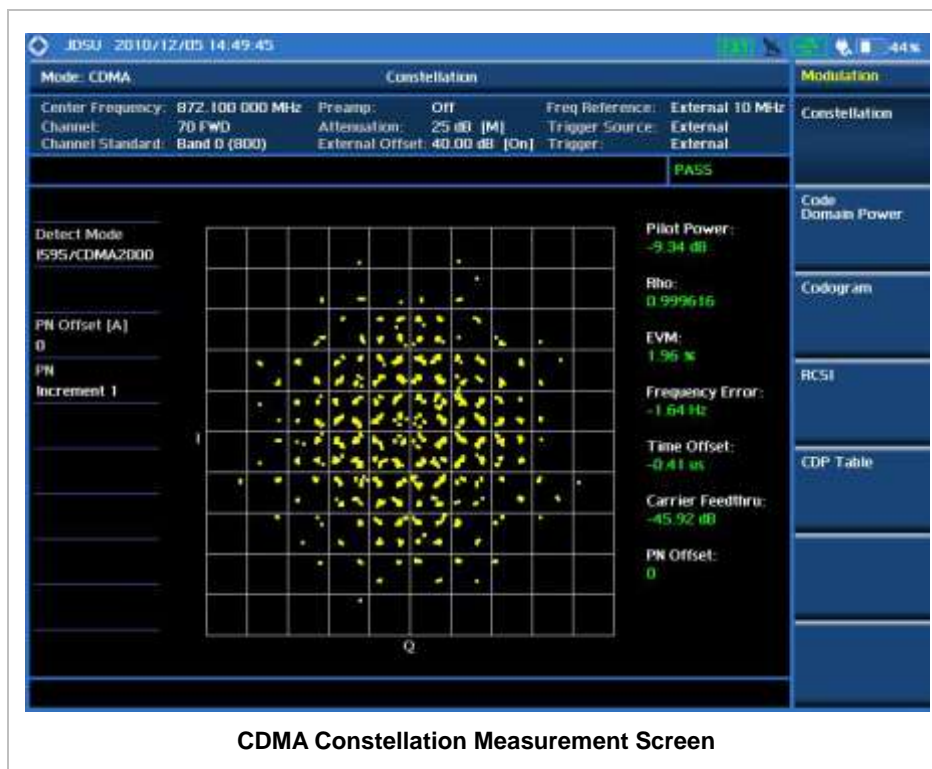 JDSU 2010/12/05 14:49:45
44%
Mode: CDMA Constellation
Modulation
Center Frequency: 872.100 000 MHz Preamp: Off Freq Reference: External 10 MHz
Channel: 70 FWD Attenuation: 25 dB [M] Trigger Source: External
Channel Standard: Band 0 (800) External Offset: 40.00 dB [On] Trigger: External
PASS
Constellation
Code
Domain Power
Codogram
RCSI
CDP Table
Detect Mode
IS95/CDMA2000
PN Offset [A]
0
PN
Increment 1
I
Q
Pilot Power:
-9.34 dB
Rho:
0.999616
EVM:
1.96 %
Frequency Error:
-1.64 Hz
Time Offset:
-0.41 us
Carrier Feedthru:
-45.92 dB
PN Offset:
0
CDMA Constellation Measurement Screen